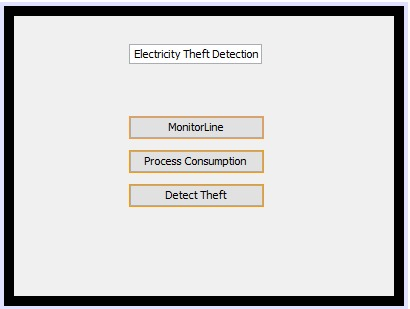 Electricity Theft Detection
MonitorLine
Process Consumption
Detect Theft